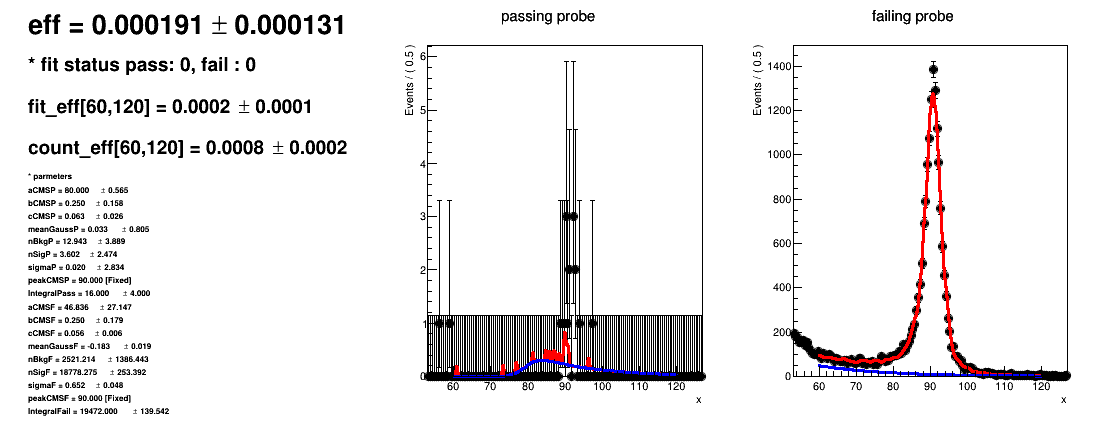 eff = 0.000191 ± 0.000131
* fit status pass: 0, fail : 0
fit_eff[60,120] = 0.0002 ± 0.0001
count_eff[60,120] = 0.0008 ± 0.0002
* parmeters
aCMSP = 80.000 ± 0.565
bCMSP = 0.250 ± 0.158
cCMSP = 0.063 ± 0.026
meanGaussP = 0.033 ± 0.805
nBkgP = 12.943 ± 3.889
nSigP = 3.602 ± 2.474
sigmaP = 0.020 ± 2.834
peakCMSP = 90.000 [Fixed]
IntegralPass = 16.000 ± 4.000
aCMSF = 46.836 ± 27.147
bCMSF = 0.250 ± 0.179
cCMSF = 0.056 ± 0.006
meanGaussF = -0.183 ± 0.019
nBkgF = 2521.214 ± 1386.443
nSigF = 18778.275 ± 253.392
sigmaF = 0.652 ± 0.048
peakCMSF = 90.000 [Fixed]
IntegralFail = 19472.000 ± 139.542
passing probe
Events / ( 0.5 )
6
5
4
3
2
1
0
60 70 80 90 100 110 120
x
failing probe
Events / ( 0.5 )
1400
1200
1000
800
600
400
200
0
60 70 80 90 100 110 120
x